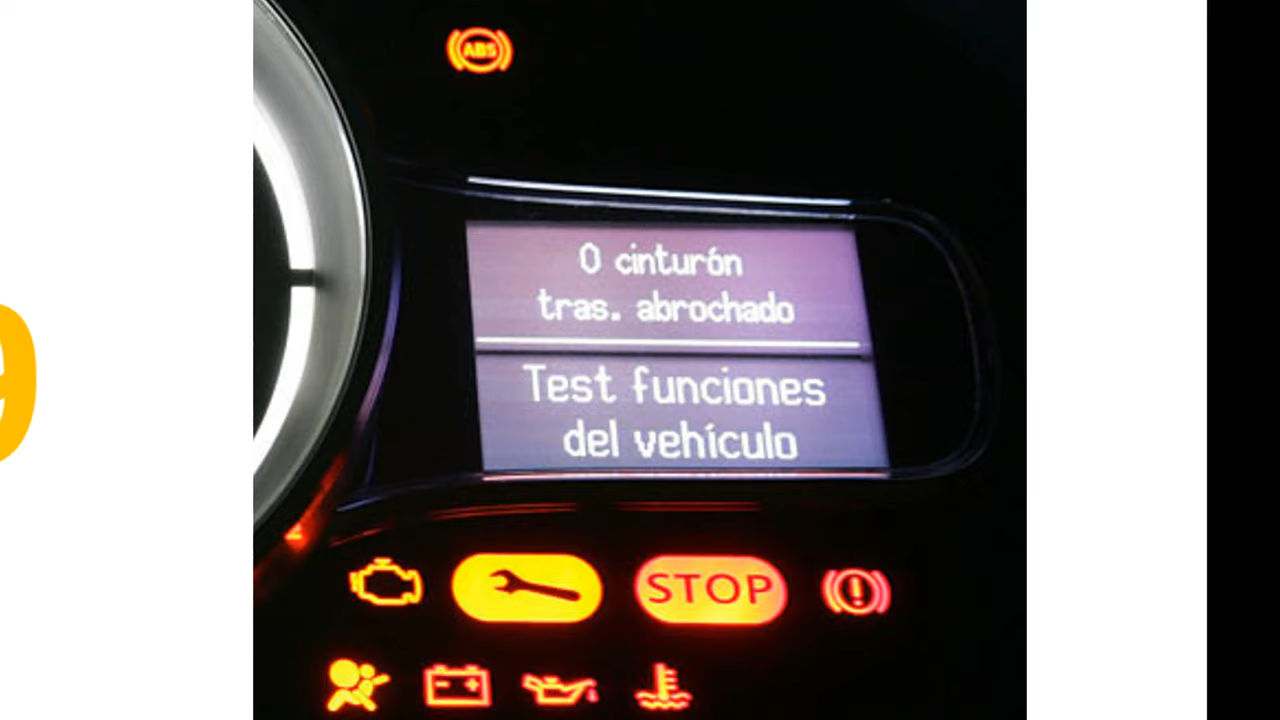 ABS
0 cinturón
tras. abrochado
Test funciones
del vehículo
STOP